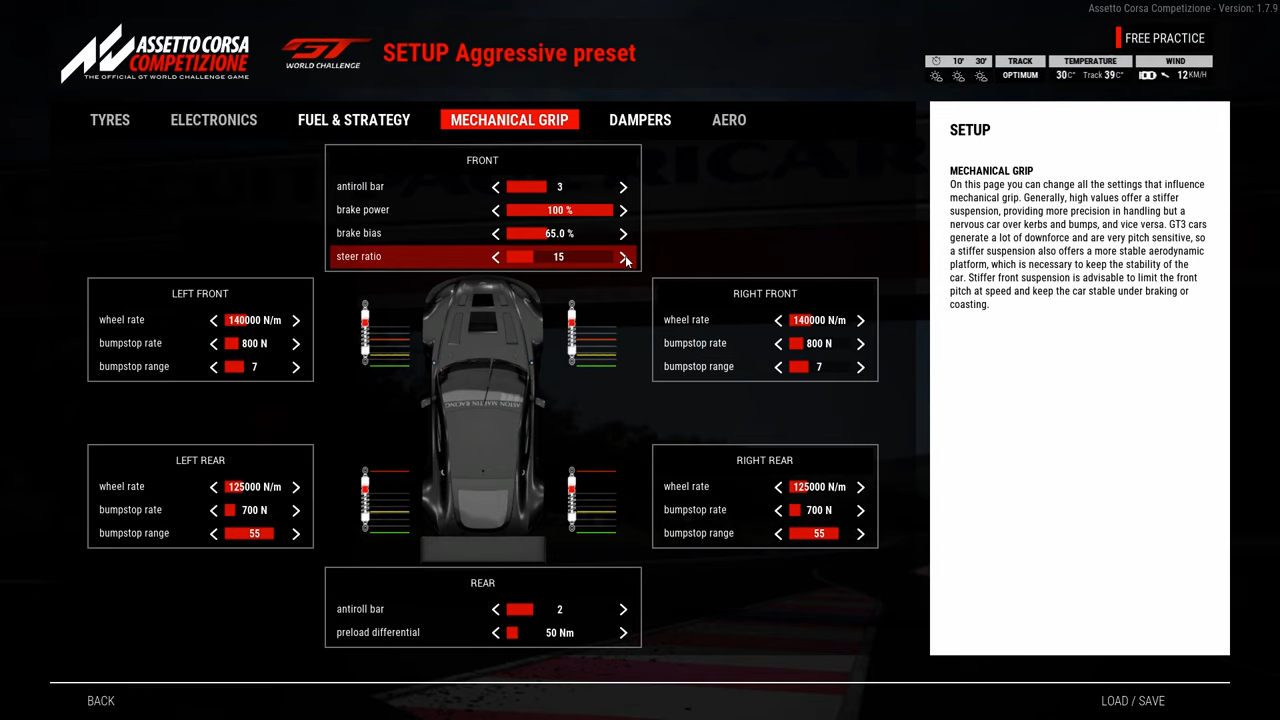 Assetto Corsa Competizione - Version: 1.7.9
ASSETTO CORSA
COMPETIZIONE
THE OFFICIAL GT WORLD CHALLENGE GAME
GT
WORLD CHALLENGE
SETUP Aggressive preset
FREE PRACTICE
10' 30' TRACK TEMPERATURE WIND
OPTIMUM 30C° Track 39C° 12KM/H
TYRES ELECTRONICS FUEL & STRATEGY MECHANICAL GRIP DAMPERS AERO
FRONT
antiroll bar 3
brake power 100 %
brake bias 65.0 %
steer ratio 15
LEFT FRONT
wheel rate 140000 N/m
bumpstop rate 800 N
bumpstop range 7
RIGHT FRONT
wheel rate 140000 N/m
bumpstop rate 800 N
bumpstop range 7
ASTON MARTIN RACING
LEFT REAR
wheel rate 125000 N/m
bumpstop rate 700 N
bumpstop range 55
RIGHT REAR
wheel rate 125000 N/m
bumpstop rate 700 N
bumpstop range 55
REAR
antiroll bar 2
preload differential 50 Nm
SETUP
MECHANICAL GRIP
On this page you can change all the settings that influence
mechanical grip. Generally, high values offer a stiffer
suspension, providing more precision in handling but a
nervous car over kerbs and bumps, and vice versa. GT3 cars
generate a lot of downforce and are very pitch sensitive, so
a stiffer suspension also offers a more stable aerodynamic
platform, which is necessary to keep the stability of the
car. Stiffer front suspension is advisable to limit the front
pitch at speed and keep the car stable under braking or
coasting.
BACK
LOAD / SAVE